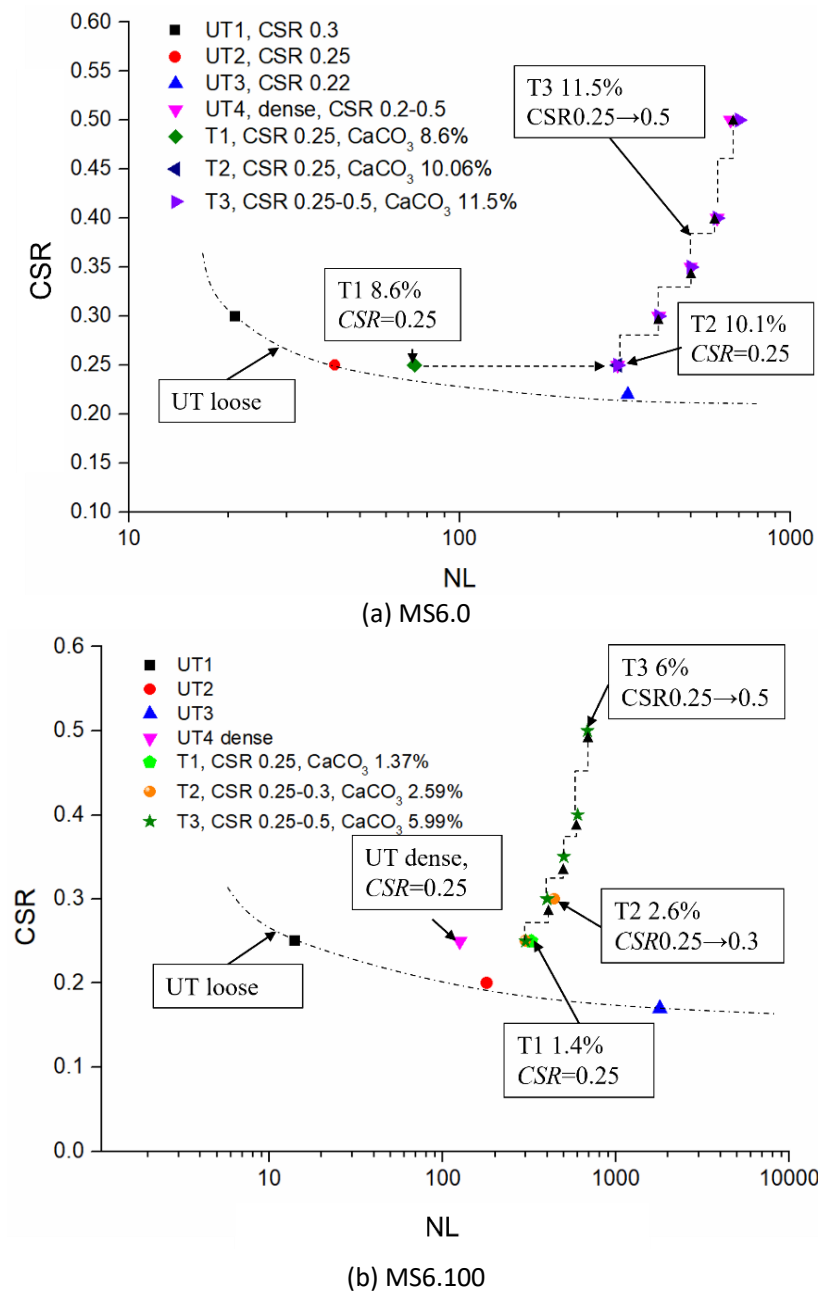 0.60
0.55
0.50
0.45
0.40
0.35
0.30
0.25
0.20
0.15
0.10
CSR
UT1, CSR 0.3
UT2, CSR 0.25
UT3, CSR 0.22
UT4, dense, CSR 0.2-0.5
T1, CSR 0.25, CaCO₃ 8.6%
T2, CSR 0.25, CaCO₃ 10.06%
T3, CSR 0.25-0.5, CaCO₃ 11.5%
T3 11.5%
CSR0.25→0.5
T1 8.6%
CSR=0.25
T2 10.1%
CSR=0.25
UT loose
10
100
1000
NL
(a) MS6.0
0.6
0.5
0.4
0.3
0.2
0.1
0.0
CSR
UT1
UT2
UT3
UT4 dense
T1, CSR 0.25, CaCO₃ 1.37%
T2, CSR 0.25-0.3, CaCO₃ 2.59%
T3, CSR 0.25-0.5, CaCO₃ 5.99%
T3 6%
CSR0.25→0.5
UT dense,
CSR=0.25
T2 2.6%
CSR0.25→0.3
UT loose
T1 1.4%
CSR=0.25
10
100
1000
10000
NL
(b) MS6.100